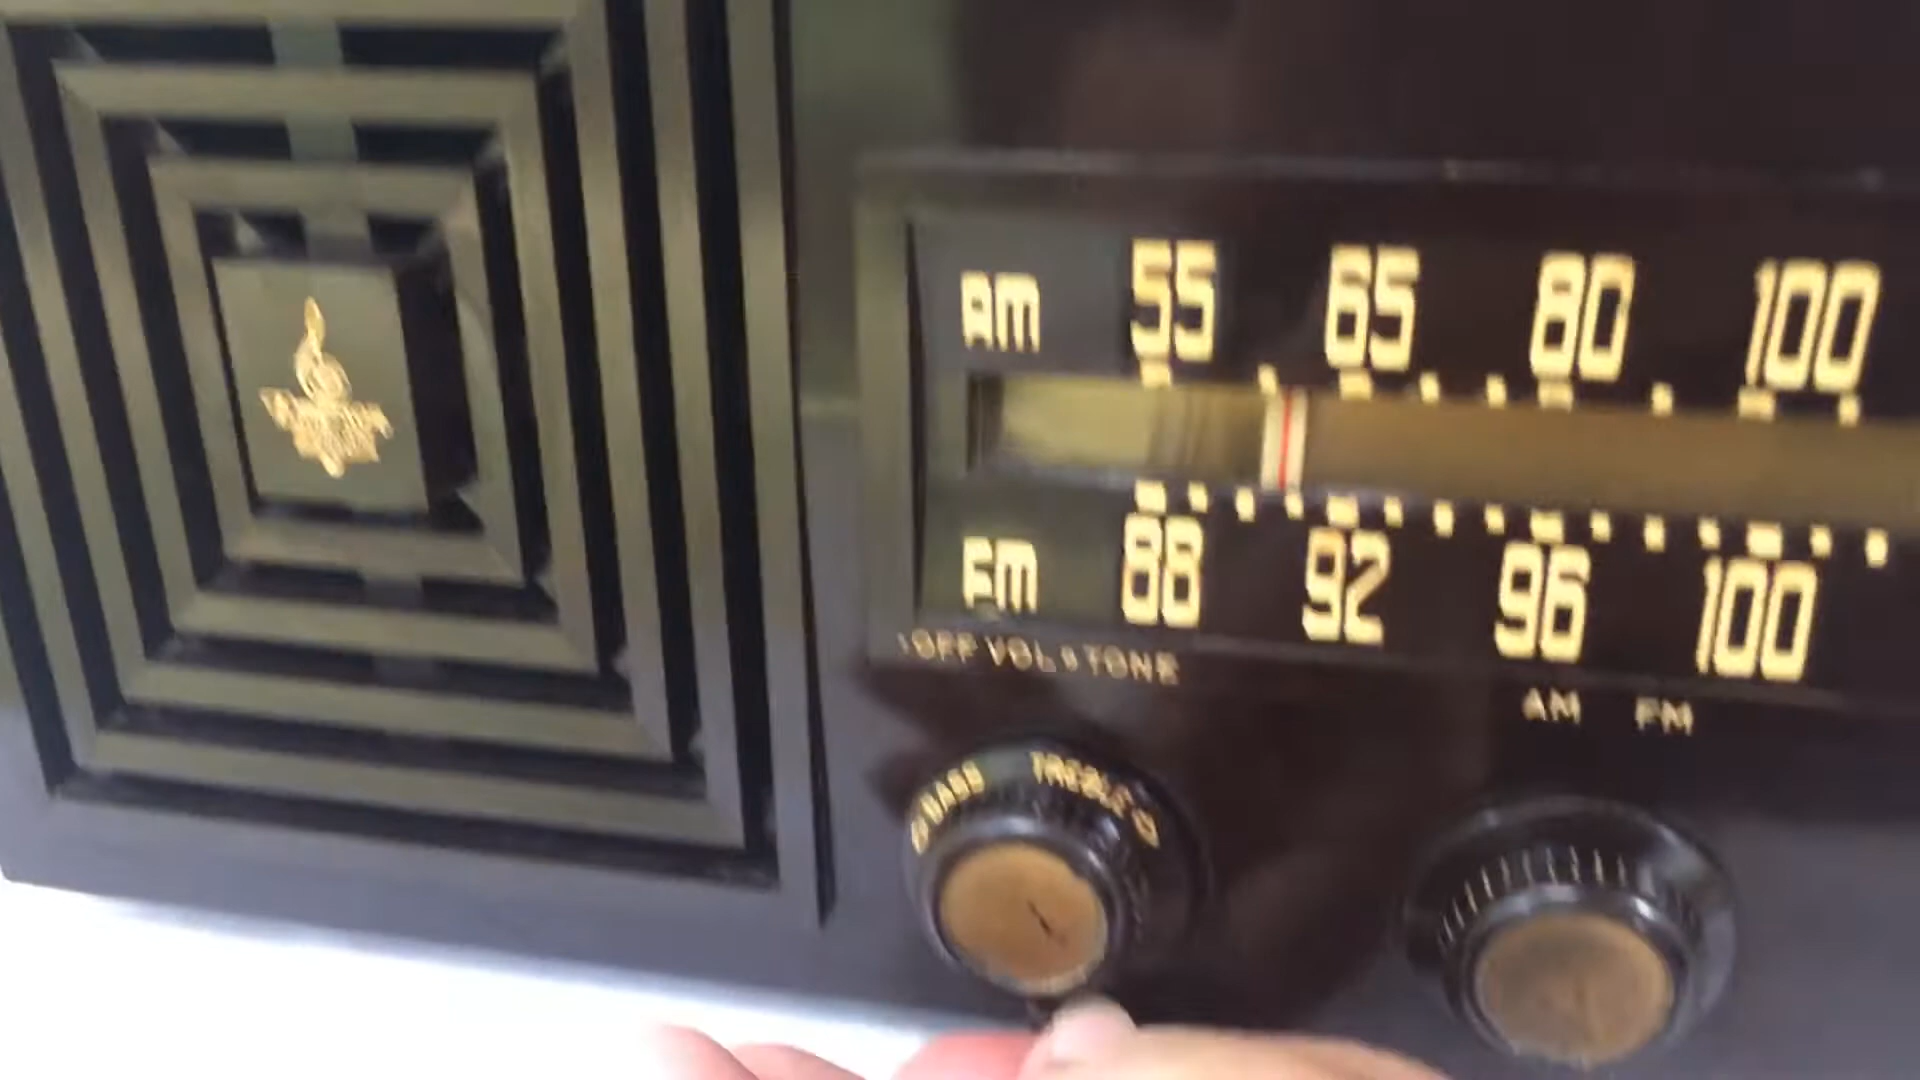 AM 55 65 80 100
FM 88 92 96 100
OFF VOL TONE
AM FM
BASS TREBLE